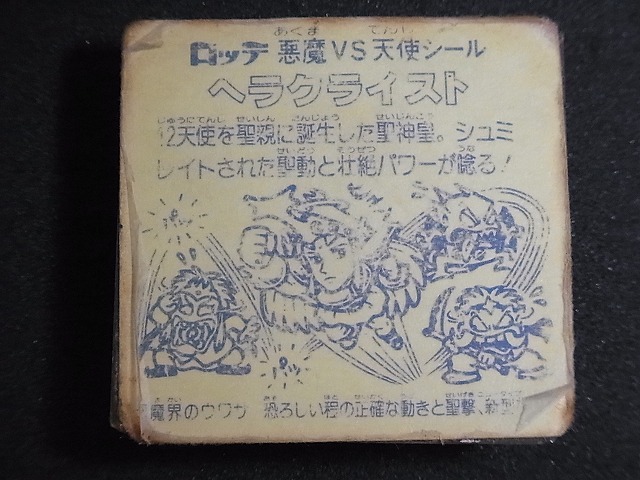 ロッテ 悪魔VS天使シール
ヘラクライスト
12天使を聖親に誕生した聖神皇。シュミ
レイトされた聖動と壮絶パワーが唸る!
魔界のウワサ 恐ろしい程の正確な動きと聖撃、新型